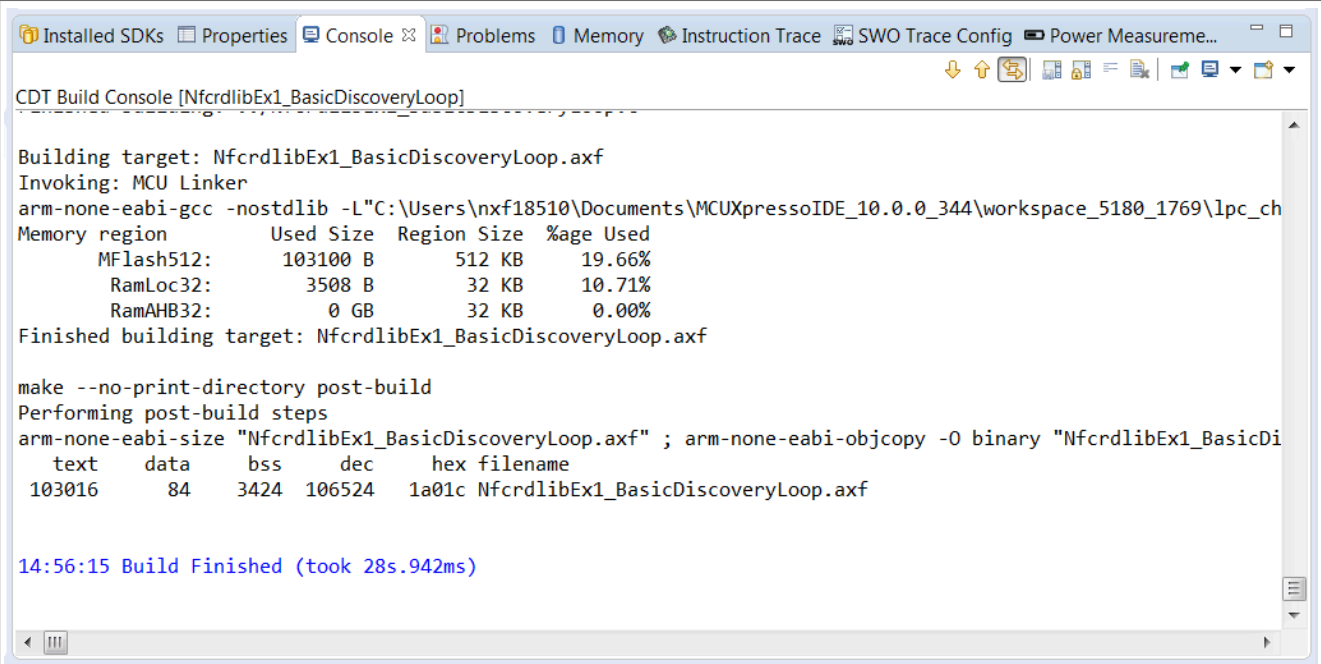 Installed SDKs Properties Console Problems Memory Instruction Trace SWO Trace Config Power Measureme...
CDT Build Console [NfcrdlibEx1_BasicDiscoveryLoop]
Building target: NfcrdlibEx1_BasicDiscoveryLoop.axf
Invoking: MCU Linker
arm-none-eabi-gcc -nostdlib -L"C:\Users\nxf18510\Documents\MCUXpressoIDE_10.0.0_344\workspace_5180_1769\lpc_ch
Memory region         Used Size  Region Size  %age Used
       MFlash512:      103100 B       512 KB     19.66%
        RamLoc32:        3508 B        32 KB     10.71%
        RamAHB32:          0 GB        32 KB      0.00%
Finished building target: NfcrdlibEx1_BasicDiscoveryLoop.axf
make --no-print-directory post-build
Performing post-build steps
arm-none-eabi-size "NfcrdlibEx1_BasicDiscoveryLoop.axf" ; arm-none-eabi-objcopy -O binary "NfcrdlibEx1_BasicDi
   text    data     bss     dec     hex filename
 103016      84    3424  106524   1a01c NfcrdlibEx1_BasicDiscoveryLoop.axf
14:56:15 Build Finished (took 28s.942ms)